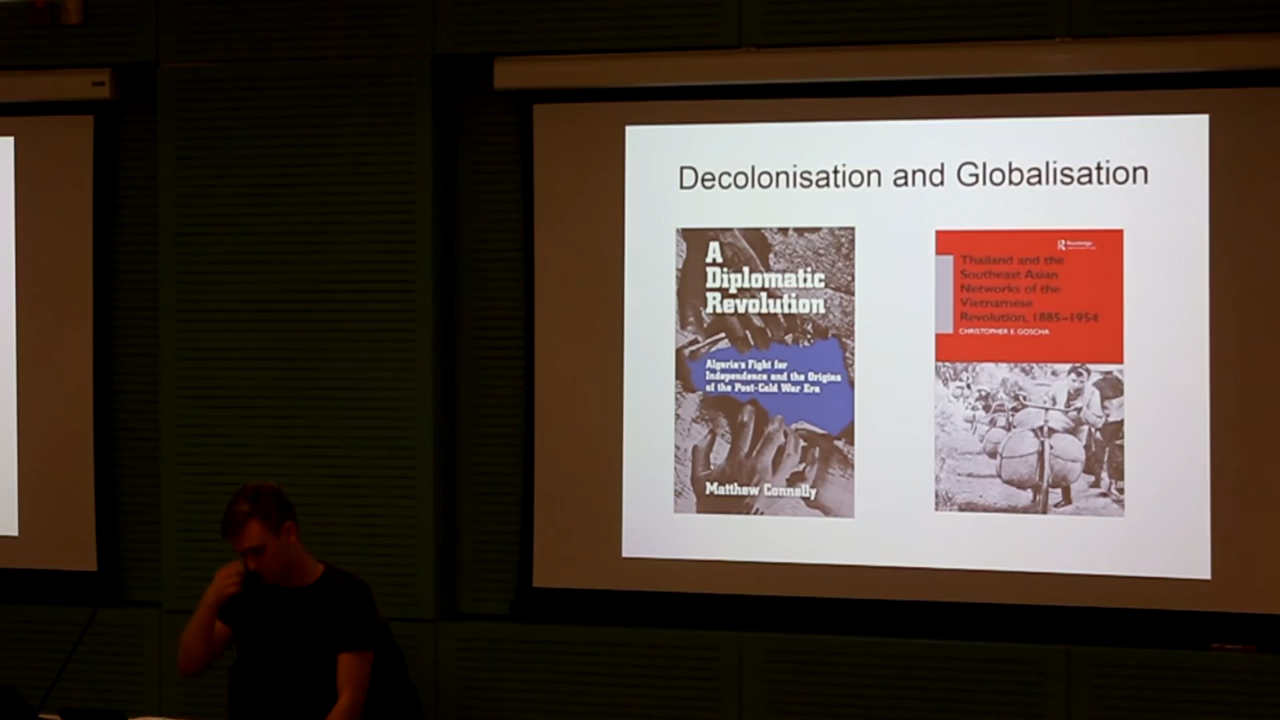 Decolonisation and Globalisation
A
Diplomatic
Revolution
Algeria's Fight for
Independence and the Origins
of the Post-Cold War Era
Matthew Connelly
Routledge
Thailand and the
Southeast Asian
Networks of the
Vietnamese
Revolution, 1885–1954
CHRISTOPHER E. GOSCHA